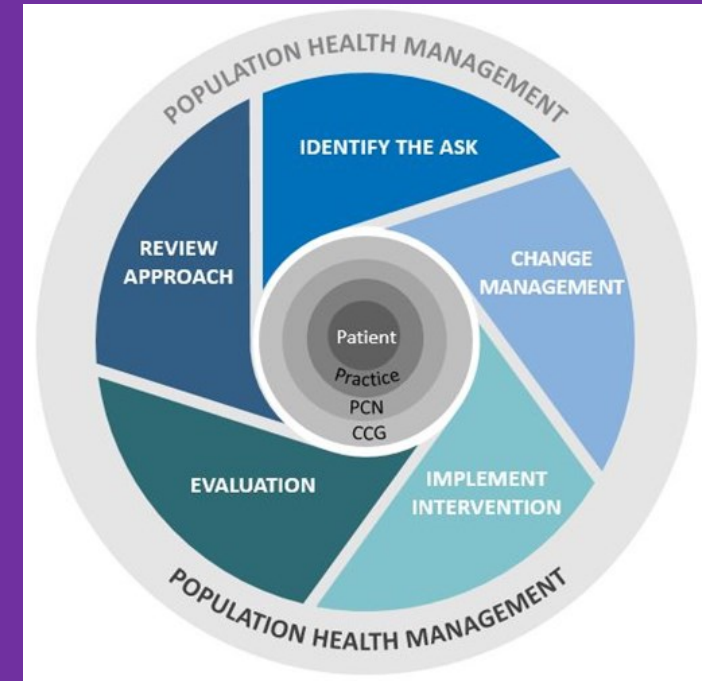 POPULATION HEALTH MANAGEMENT
IDENTIFY THE ASK
CHANGE
MANAGEMENT
IMPLEMENT
INTERVENTION
EVALUATION
REVIEW
APPROACH
Patient
Practice
PCN
CCG
POPULATION HEALTH MANAGEMENT